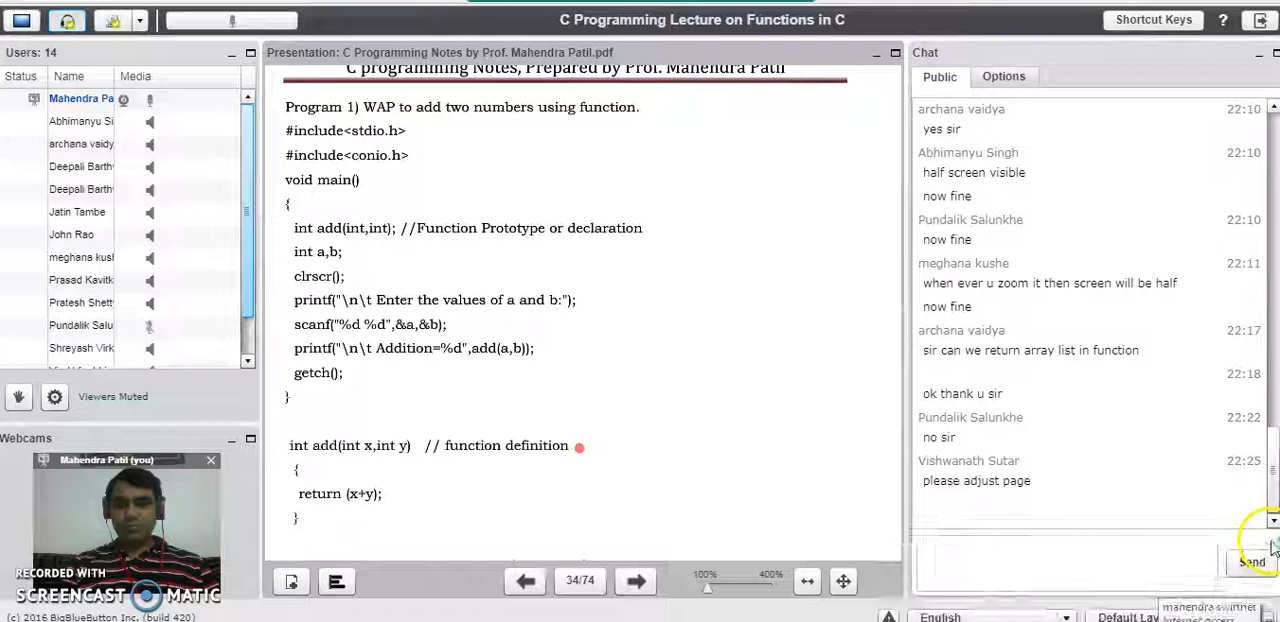 C Programming Lecture on Functions in C
Shortcut Keys
?
Users: 14
Status Name Media
Mahendra Pa
Abhimanyu Si
archana vaidy
Deepali Barth
Deepali Barth
Jatin Tambe
John Rao
meghana kush
Prasad Kavitk
Pratesh Shett
Pundalik Salu
Shreyash Virk
Viewers Muted
Webcams
Mahendra Patil (you)
RECORDED WITH
SCREENCAST MATIC
(c) 2016 BigBlueButton Inc. (build 420)
Presentation: C Programming Notes by Prof. Mahendra Patil.pdf
C programming Notes, Prepared by Prof. Mahendra Patil
Program 1) WAP to add two numbers using function.
#include<stdio.h>
#include<conio.h>
void main()
{
int add(int,int); //Function Prototype or declaration
int a,b;
clrscr();
printf("\n\t Enter the values of a and b:");
scanf("%d %d",&a,&b);
printf("\n\t Addition=%d",add(a,b));
getch();
}
int add(int x,int y) // function definition
{
return (x+y);
}
34/74
100% 400%
Chat
Public Options
archana vaidya 22:10
yes sir
Abhimanyu Singh 22:10
half screen visible
now fine
Pundalik Salunkhe 22:10
now fine
meghana kushe 22:11
when ever u zoom it then screen will be half
now fine
archana vaidya 22:17
sir can we return array list in function
22:18
ok thank u sir
Pundalik Salunkhe 22:22
no sir
Vishwanath Sutar 22:25
please adjust page
Send
mahendra swiftnet
English
Default Lay